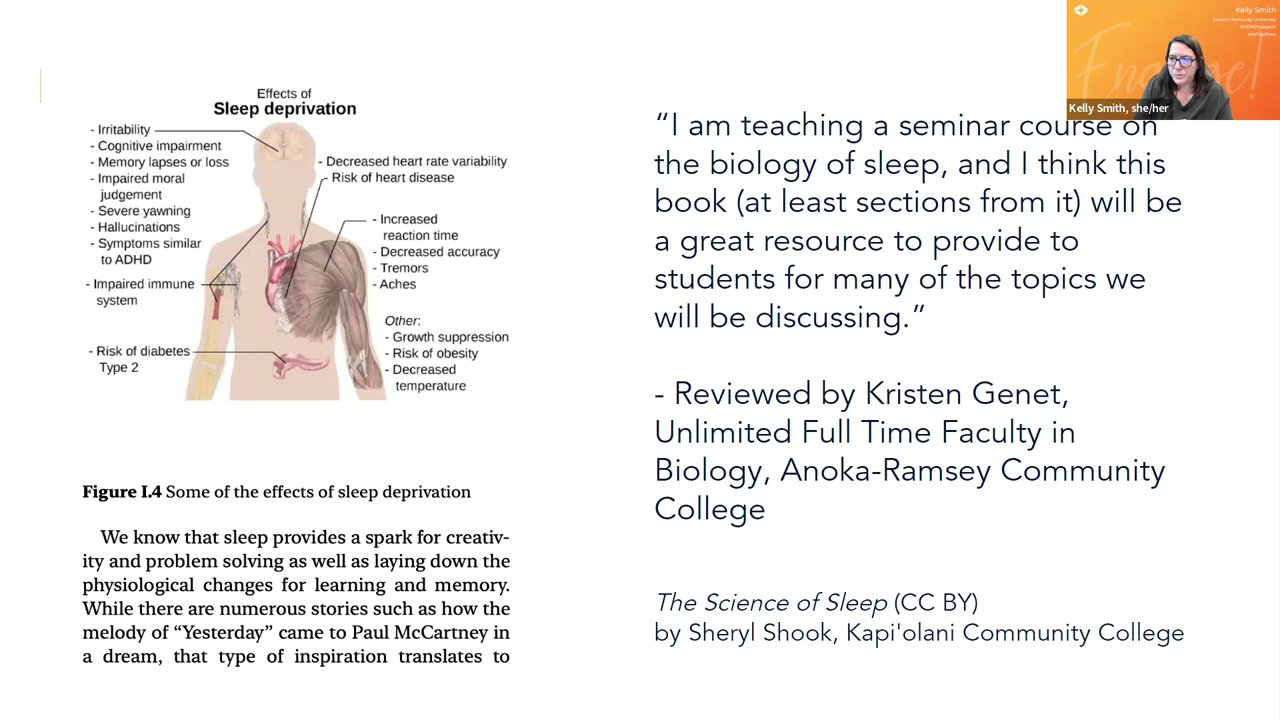 Kelly Smith
Eastern Kentucky University
she/her/hers
Engage!
Kelly Smith, she/her
Effects of
Sleep deprivation
- Irritability
- Cognitive impairment
- Memory lapses or loss
- Impaired moral
judgement
- Severe yawning
- Hallucinations
- Symptoms similar
to ADHD
- Impaired immune
system
- Risk of diabetes
Type 2
- Decreased heart rate variability
- Risk of heart disease
- Increased
reaction time
- Decreased accuracy
- Tremors
- Aches
Other:
- Growth suppression
- Risk of obesity
- Decreased
temperature
Figure I.4 Some of the effects of sleep deprivation
We know that sleep provides a spark for creativ-
ity and problem solving as well as laying down the
physiological changes for learning and memory.
While there are numerous stories such as how the
melody of “Yesterday” came to Paul McCartney in
a dream, that type of inspiration translates to
“I am teaching a seminar course on
the biology of sleep, and I think this
book (at least sections from it) will be
a great resource to provide to
students for many of the topics we
will be discussing.”
- Reviewed by Kristen Genet,
Unlimited Full Time Faculty in
Biology, Anoka-Ramsey Community
College
The Science of Sleep (CC BY)
by Sheryl Shook, Kapi'olani Community College